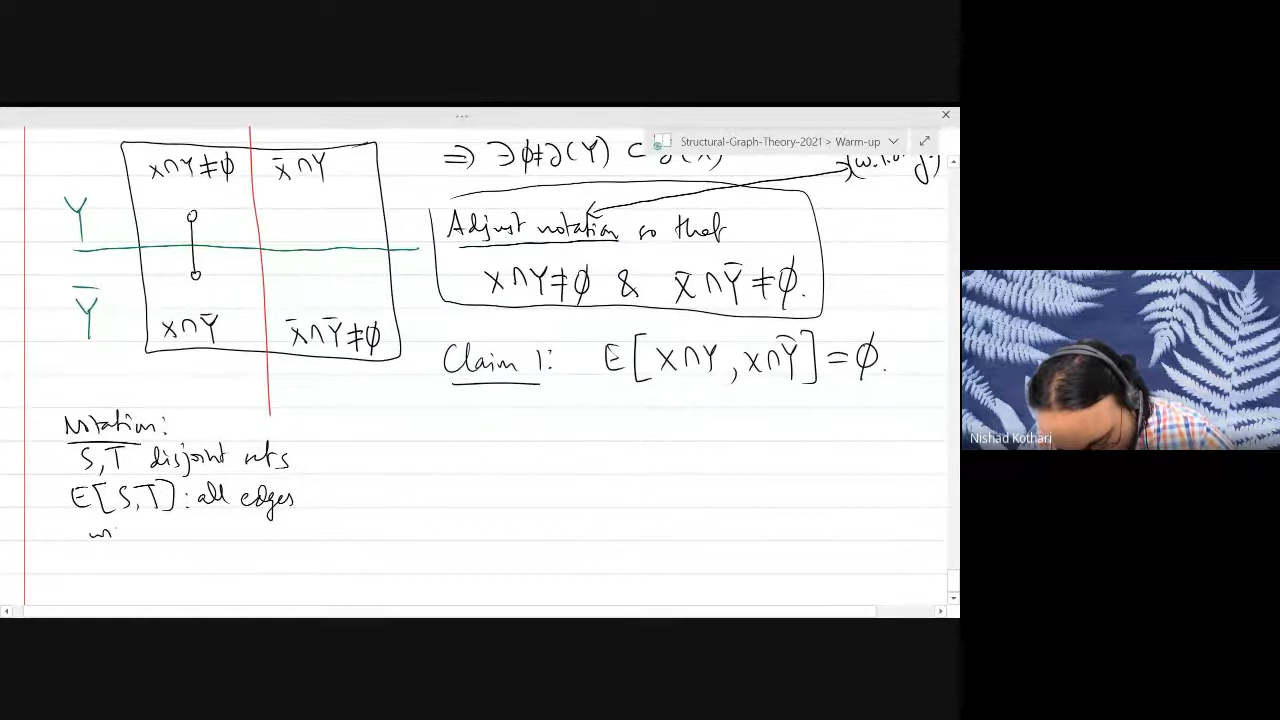 Structural-Graph-Theory-2021 > Warm-up
⇒ ∃ ∅≠∂(Y) ⊂ ∂(X)
(w.l.o.g.)
X∩Y≠∅ X̄∩Y
Y
Adjust notation so that
X∩Y≠∅ & X̄∩Ȳ≠∅.
Ȳ
X∩Ȳ X̄∩Ȳ≠∅
Claim 1: E[X∩Y, X∩Ȳ] = ∅.
Notation:
S,T disjoint sets
E[S,T]: all edges
wi
Nishad Kothari